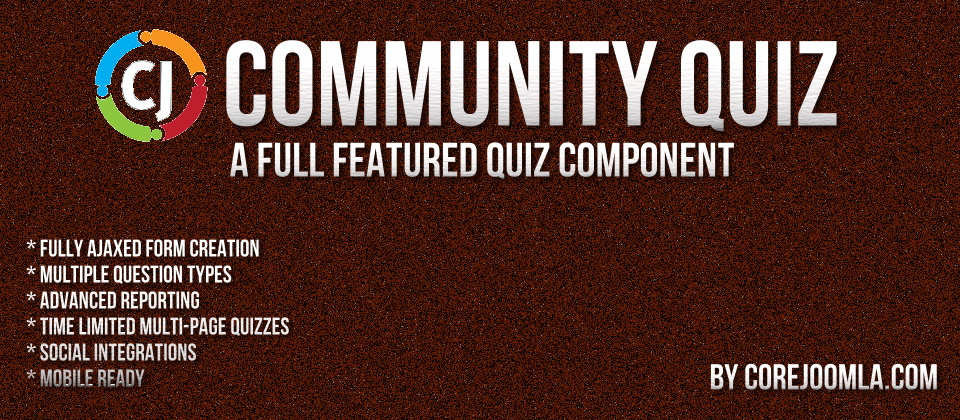 CJ COMMUNITY QUIZ
A FULL FEATURED QUIZ COMPONENT
* FULLY AJAXED FORM CREATION
* MULTIPLE QUESTION TYPES
* ADVANCED REPORTING
* TIME LIMITED MULTI-PAGE QUIZZES
* SOCIAL INTEGRATIONS
* MOBILE READY
BY COREJOOMLA.COM